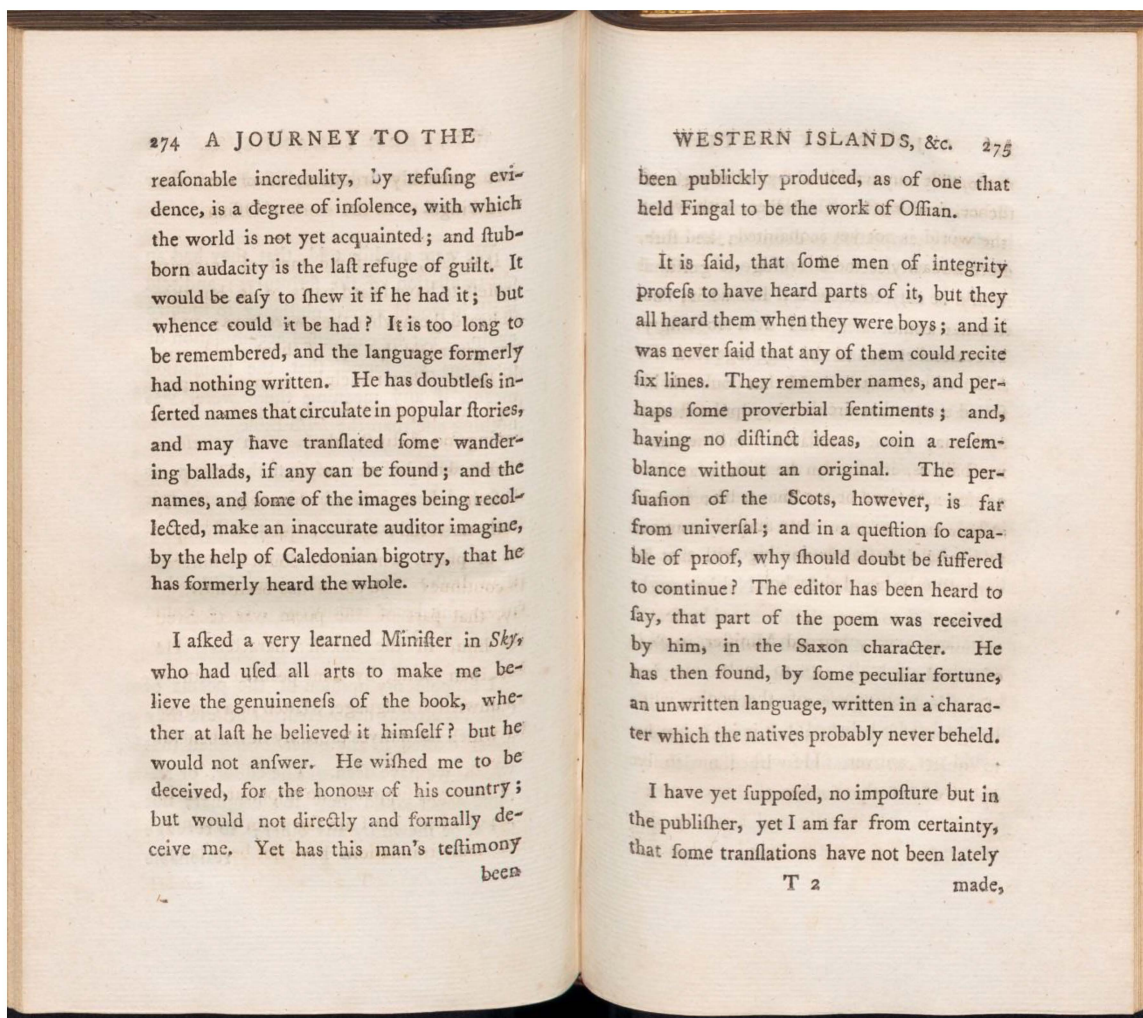 274 A JOURNEY TO THE
reaſonable incredulity, by refuſing evi-
dence, is a degree of inſolence, with which
the world is not yet acquainted; and ſtub-
born audacity is the laſt refuge of guilt. It
would be eaſy to ſhew it if he had it; but
whence could it be had? It is too long to
be remembered, and the language formerly
had nothing written. He has doubtleſs in-
ſerted names that circulate in popular ſtories,
and may have tranſlated ſome wander-
ing ballads, if any can be found; and the
names, and ſome of the images being recol-
lected, make an inaccurate auditor imagine,
by the help of Caledonian bigotry, that he
has formerly heard the whole.
I aſked a very learned Miniſter in Sky,
who had uſed all arts to make me be-
lieve the genuineneſs of the book, whe-
ther at laſt he believed it himſelf? but he
would not anſwer. He wiſhed me to be
deceived, for the honour of his country;
but would not directly and formally de-
ceive me. Yet has this man's teſtimony
been
WESTERN ISLANDS, &c. 275
been publickly produced, as of one that
held Fingal to be the work of Oſſian.
It is ſaid, that ſome men of integrity
profeſs to have heard parts of it, but they
all heard them when they were boys; and it
was never ſaid that any of them could recite
ſix lines. They remember names, and per-
haps ſome proverbial ſentiments; and,
having no diſtinct ideas, coin a reſem-
blance without an original. The per-
ſuaſion of the Scots, however, is far
from univerſal; and in a queſtion ſo capa-
ble of proof, why ſhould doubt be ſuffered
to continue? The editor has been heard to
ſay, that part of the poem was received
by him, in the Saxon character. He
has then found, by ſome peculiar fortune,
an unwritten language, written in a charac-
ter which the natives probably never beheld.
I have yet ſuppoſed, no impoſture but in
the publiſher, yet I am far from certainty,
that ſome tranſlations have not been lately
T 2 made,